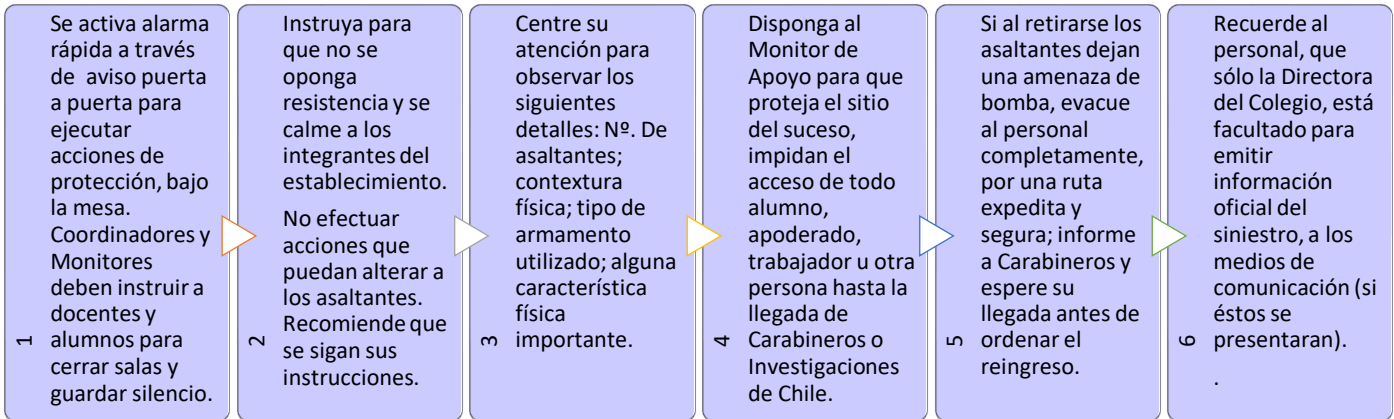 Se activa alarma
rápida a través
de aviso puerta
a puerta para
ejecutar
acciones de
protección, bajo
la mesa.
Coordinadores y
Monitores
deben instruir a
docentes y
alumnos para
cerrar salas y
guardar silencio.
1
Instruya para
que no se
oponga
resistencia y se
calme a los
integrantes del
establecimiento.
No efectuar
acciones que
puedan alterar a
los asaltantes.
Recomiende que
se sigan sus
instrucciones.
2
Centre su
atención para
observar los
siguientes
detalles: Nº. De
asaltantes;
contextura
física; tipo de
armamento
utilizado; alguna
característica
física
importante.
3
Disponga al
Monitor de
Apoyo para que
proteja el sitio
del suceso,
impidan el
acceso de todo
alumno,
apoderado,
trabajador u otra
persona hasta la
llegada de
Carabineros o
Investigaciones
de Chile.
4
Si al retirarse los
asaltantes dejan
una amenaza de
bomba, evacue
al personal
completamente,
por una ruta
expedita y
segura; informe
a Carabineros y
espere su
llegada antes de
ordenar el
reingreso.
5
Recuerde al
personal, que
sólo la Directora
del Colegio, está
facultado para
emitir
información
oficial del
siniestro, a los
medios de
comunicación (si
éstos se
presentaran).
.
6